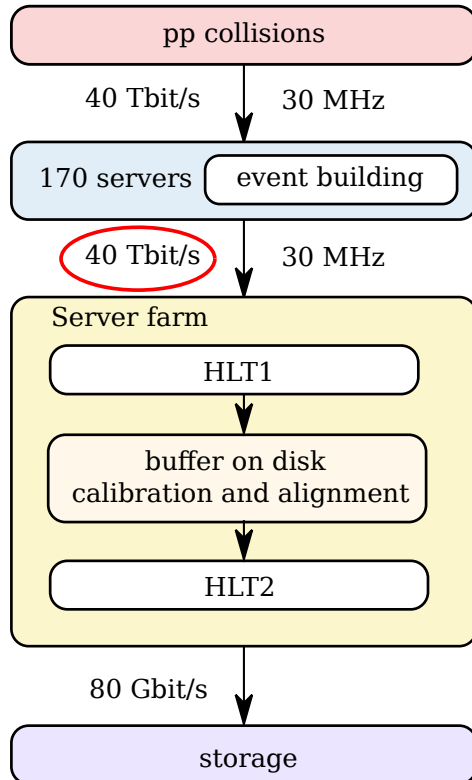 pp collisions
40 Tbit/s 30 MHz
170 servers event building
40 Tbit/s 30 MHz
Server farm
HLT1
buffer on disk
calibration and alignment
HLT2
80 Gbit/s
storage